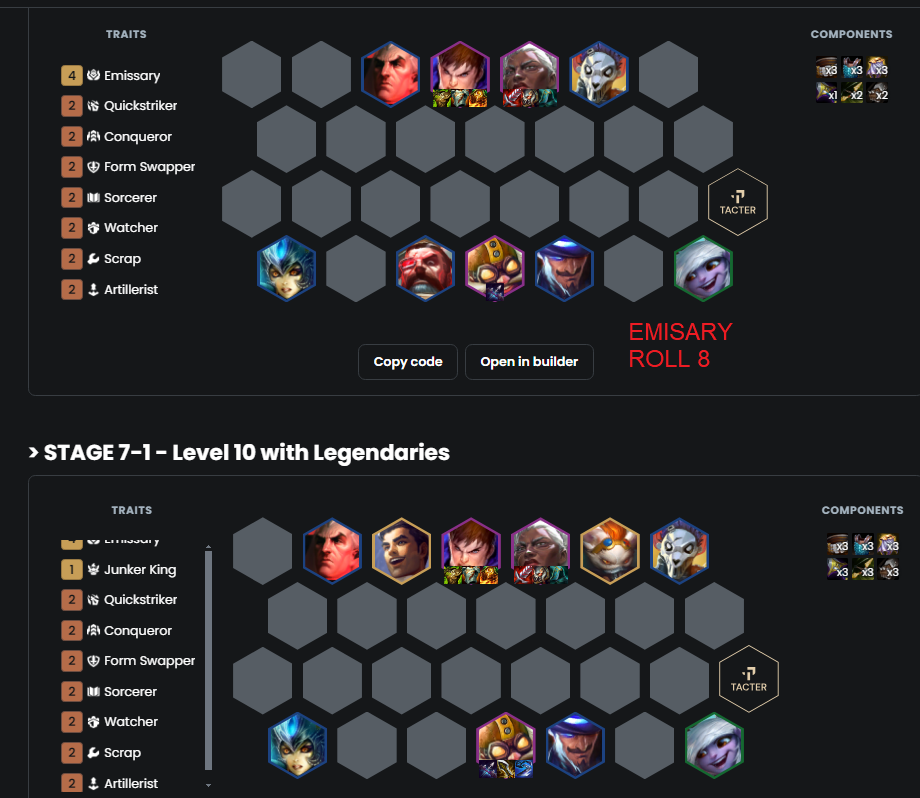 TRAITS
COMPONENTS
4 Emissary
2 Quickstriker
2 Conqueror
2 Form Swapper
2 Sorcerer
2 Watcher
2 Scrap
2 Artillerist
x3 x3 x3
x1 x2 x2
TACTER
EMISARY
ROLL 8
Copy code
Open in builder
> STAGE 7-1 - Level 10 with Legendaries
TRAITS
COMPONENTS
Emissary
1 Junker King
2 Quickstriker
2 Conqueror
2 Form Swapper
2 Sorcerer
2 Watcher
2 Scrap
2 Artillerist
x3 x3 x3
x3 x3 x3
TACTER